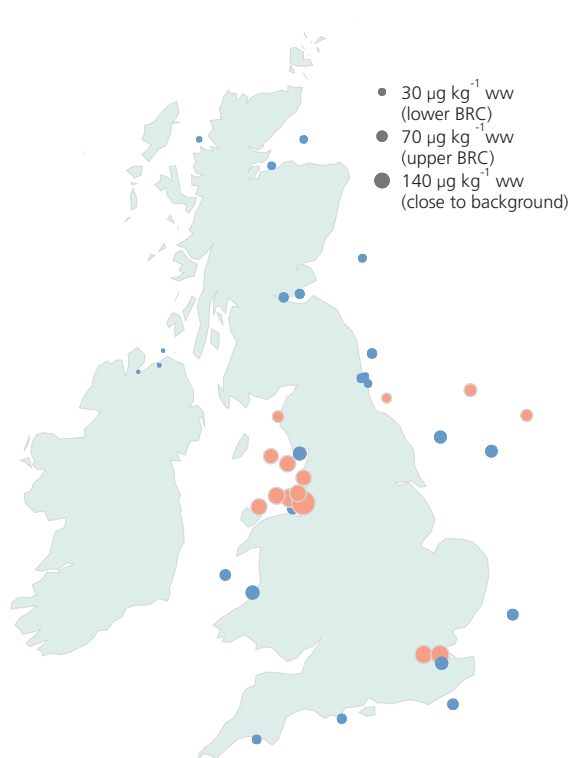 30 µg kg⁻¹ ww
(lower BRC)
70 µg kg⁻¹ ww
(upper BRC)
140 µg kg⁻¹ ww
(close to background)